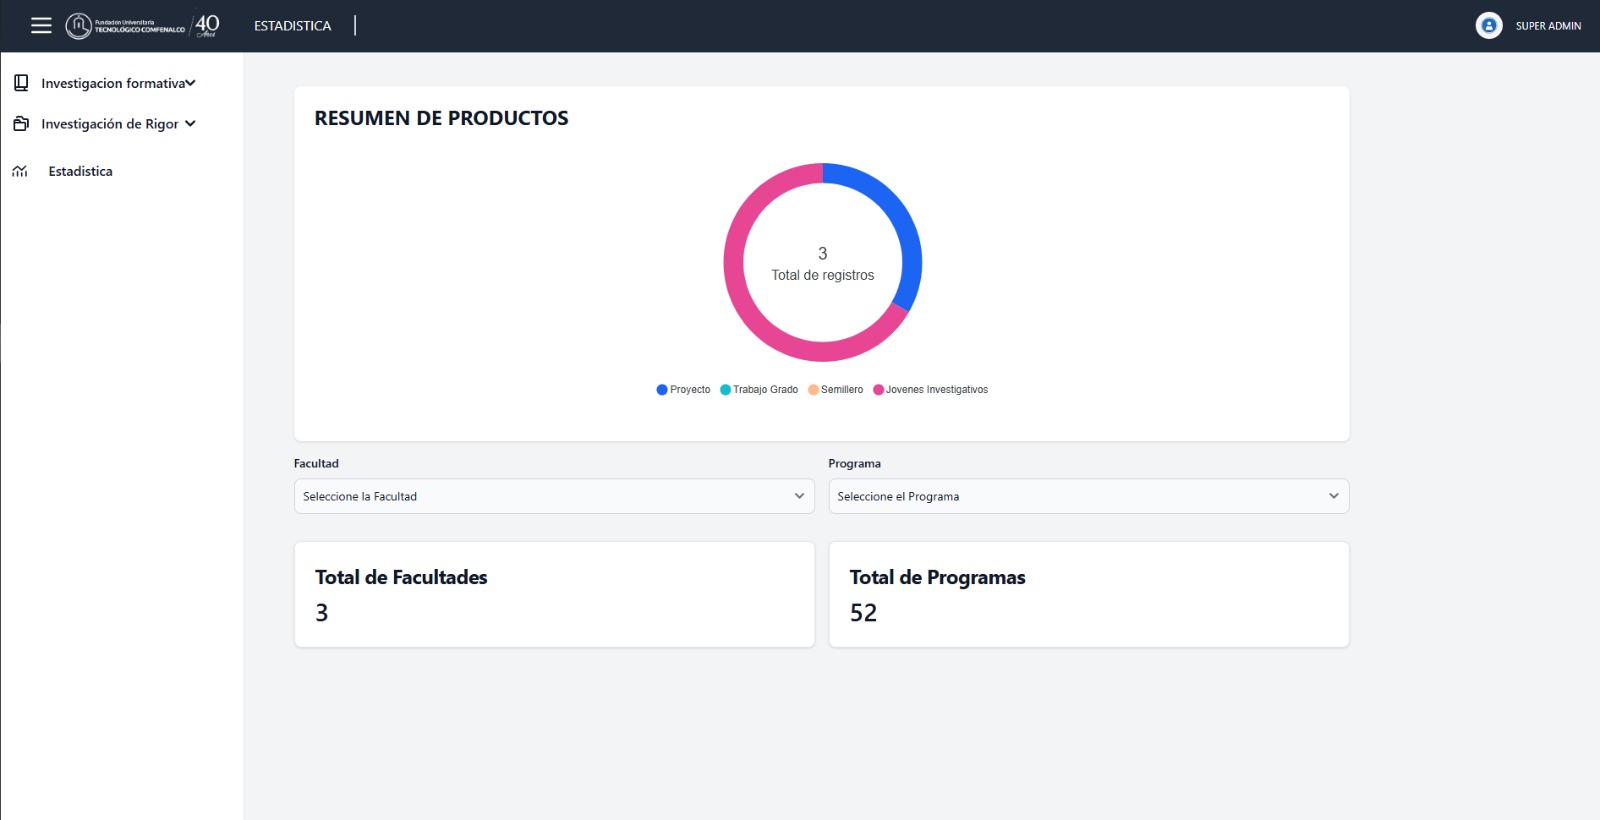 Fundación Universitaria
TECNOLÓGICO COMFENALCO
40
ESTADISTICA
SUPER ADMIN
Investigacion formativa
Investigación de Rigor
Estadistica
RESUMEN DE PRODUCTOS
3
Total de registros
Proyecto Trabajo Grado Semillero Jovenes Investigativos
Facultad
Programa
Seleccione la Facultad
Seleccione el Programa
Total de Facultades
3
Total de Programas
52